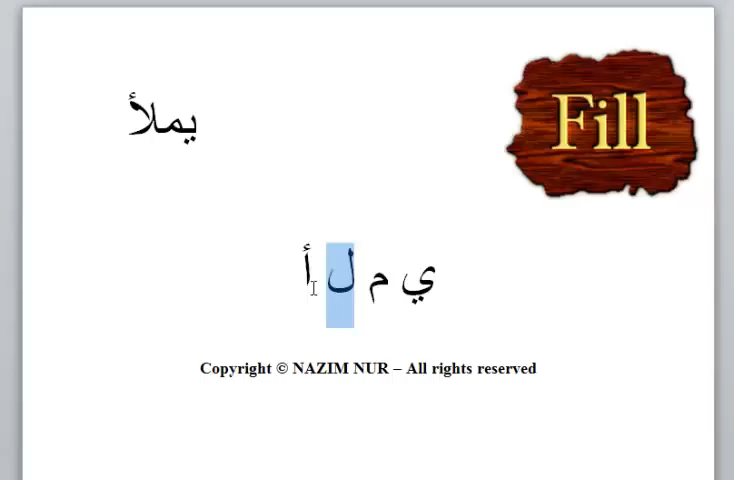 Fill
يملأ
ي م ل أ
Copyright © NAZIM NUR – All rights reserved